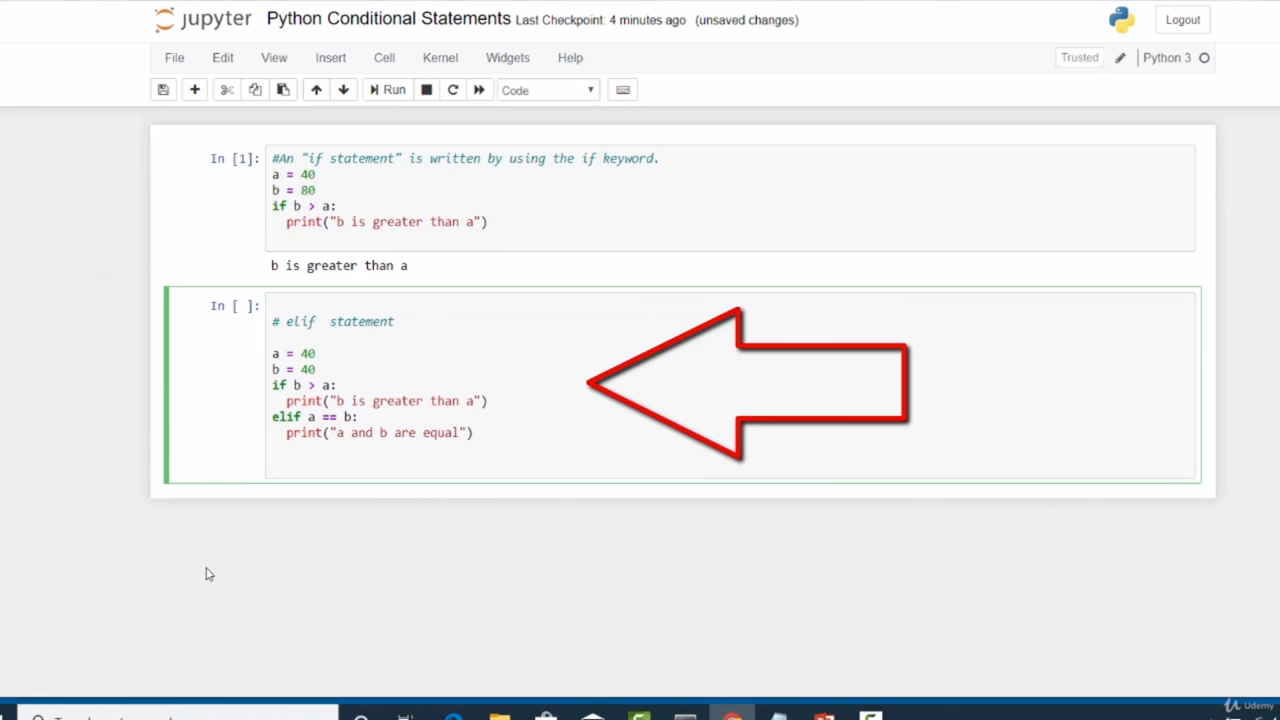 jupyter Python Conditional Statements Last Checkpoint: 4 minutes ago (unsaved changes) Logout
File Edit View Insert Cell Kernel Widgets Help Trusted Python 3
Run Code
In [1]: #An "if statement" is written by using the if keyword.
a = 40
b = 80
if b > a:
  print("b is greater than a")
b is greater than a
In [ ]:
# elif  statement
a = 40
b = 40
if b > a:
  print("b is greater than a")
elif a == b:
  print("a and b are equal")
Udemy